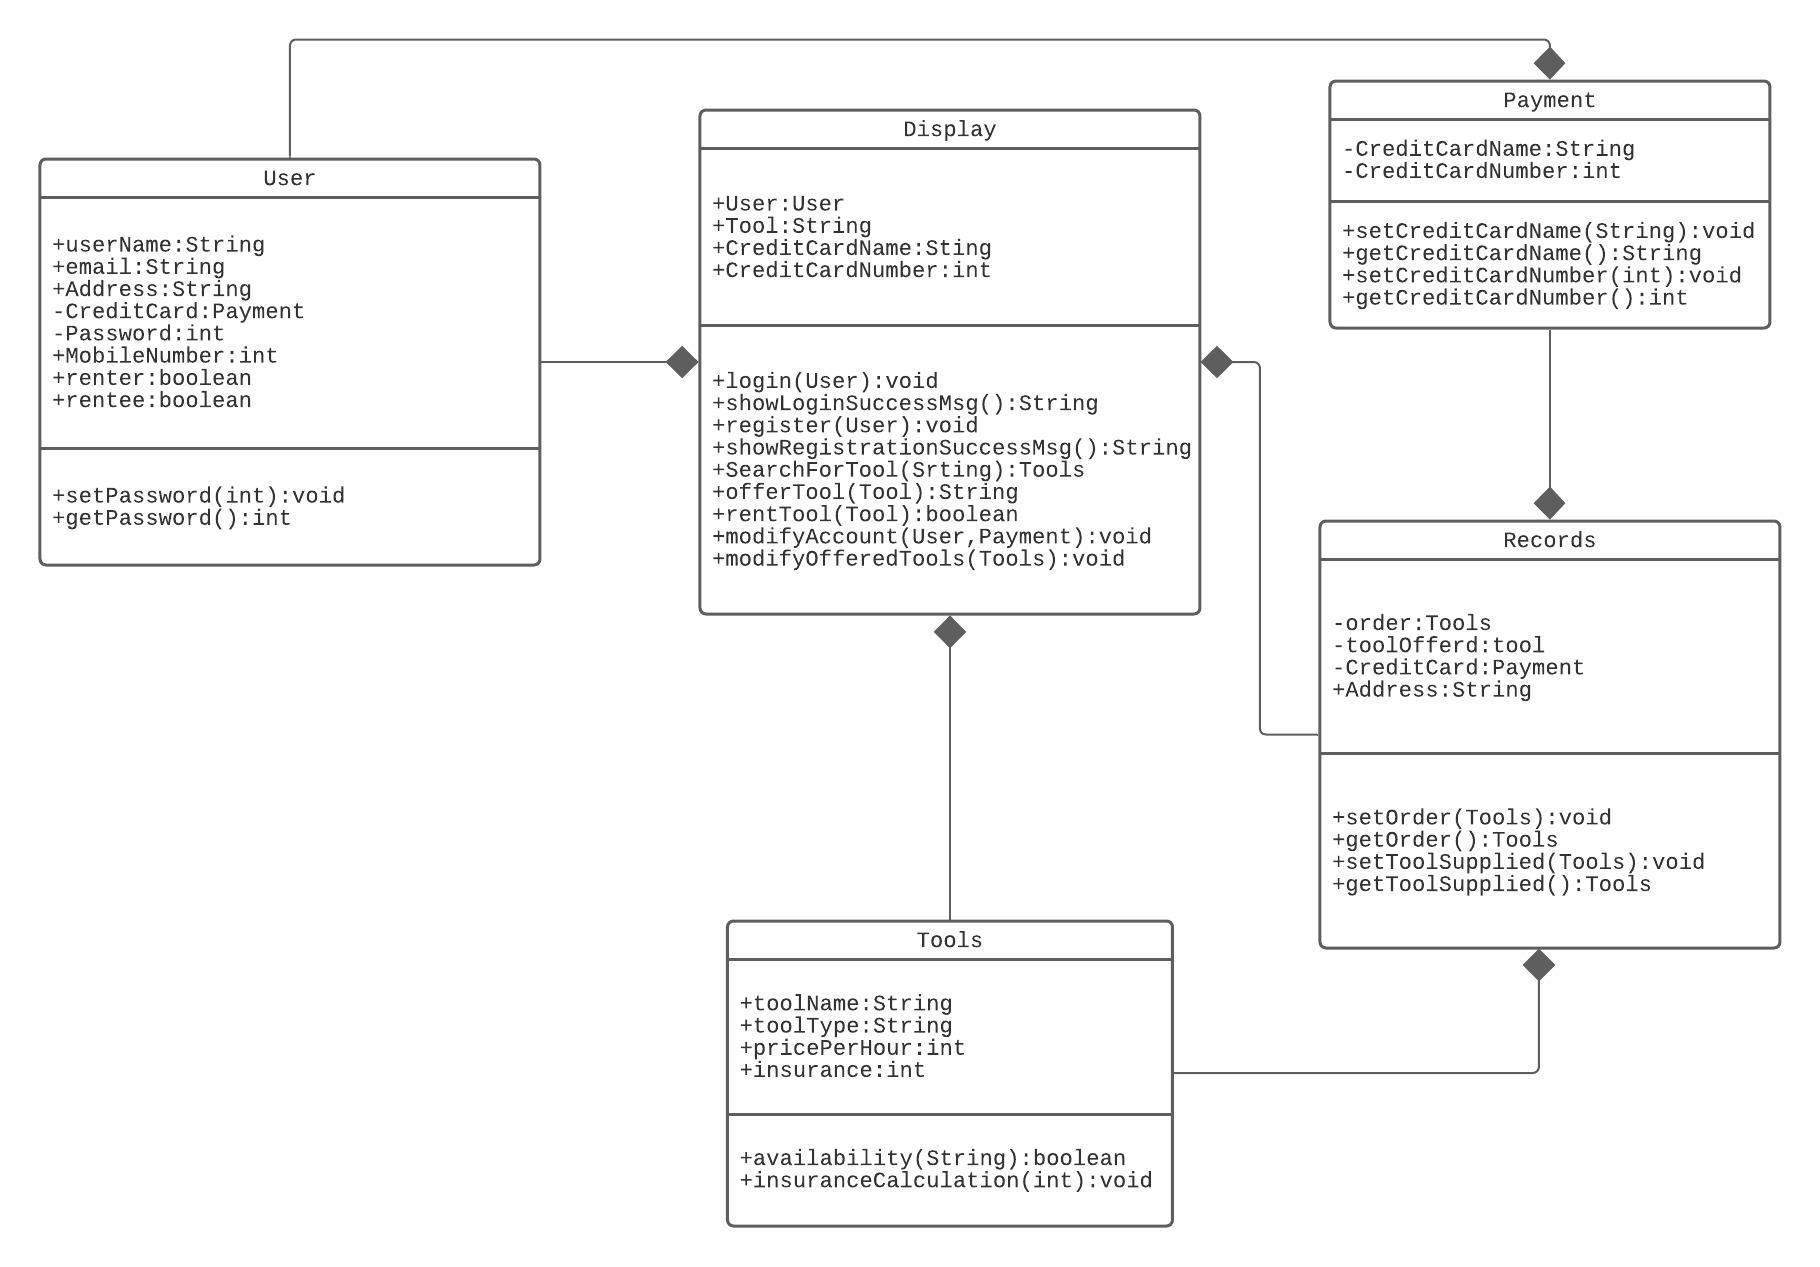 User
+userName:String
+email:String
+Address:String
-CreditCard:Payment
-Password:int
+MobileNumber:int
+renter:boolean
+rentee:boolean
+setPassword(int):void
+getPassword():int
Display
+User:User
+Tool:String
+CreditCardName:Sting
+CreditCardNumber:int
+login(User):void
+showLoginSuccessMsg():String
+register(User):void
+showRegistrationSuccessMsg():String
+SearchForTool(Srting):Tools
+offerTool(Tool):String
+rentTool(Tool):boolean
+modifyAccount(User,Payment):void
+modifyOfferedTools(Tools):void
Payment
-CreditCardName:String
-CreditCardNumber:int
+setCreditCardName(String):void
+getCreditCardName():String
+setCreditCardNumber(int):void
+getCreditCardNumber():int
Records
-order:Tools
-toolOfferd:tool
-CreditCard:Payment
+Address:String
+setOrder(Tools):void
+getOrder():Tools
+setToolSupplied(Tools):void
+getToolSupplied():Tools
Tools
+toolName:String
+toolType:String
+pricePerHour:int
+insurance:int
+availability(String):boolean
+insuranceCalculation(int):void